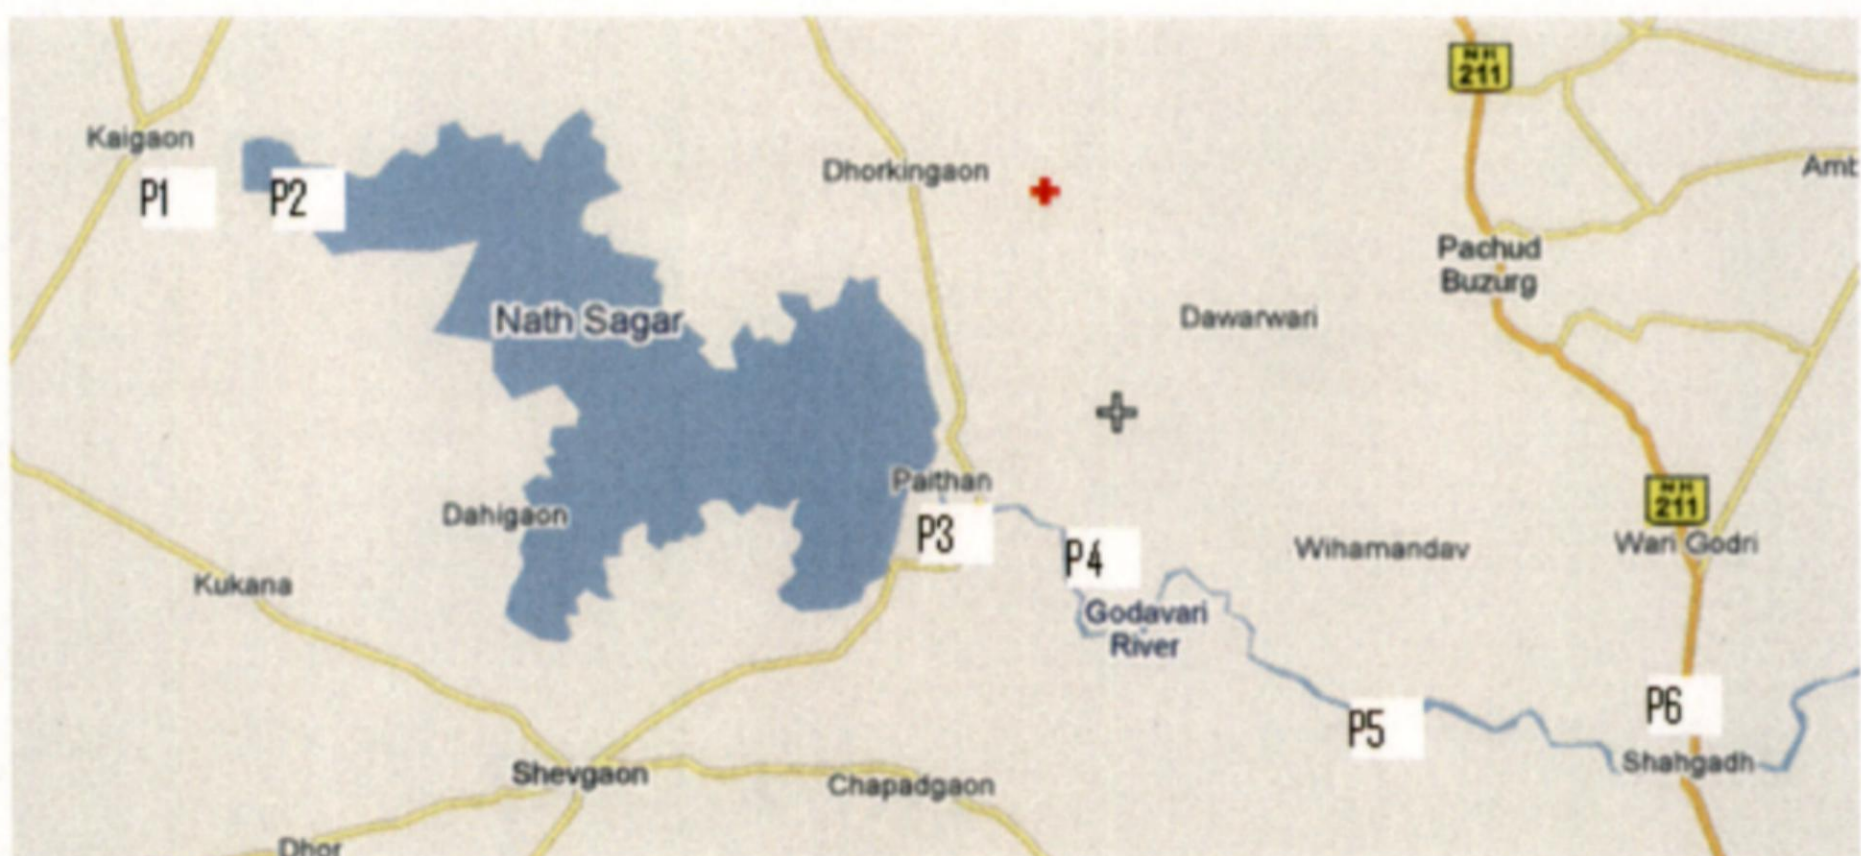 NH
211
Kaigaon
Dhorkingaon
Amb
P1
P2
Pachud
Buzurg
Nath Sagar
Dawarwari
Paithan
NH
211
Dahigaon
P3
P4
Wihamandav
Wari Godri
Kukana
Godavari
River
P5
P6
Shevgaon
Chapadgaon
Shahgadh
Dhor